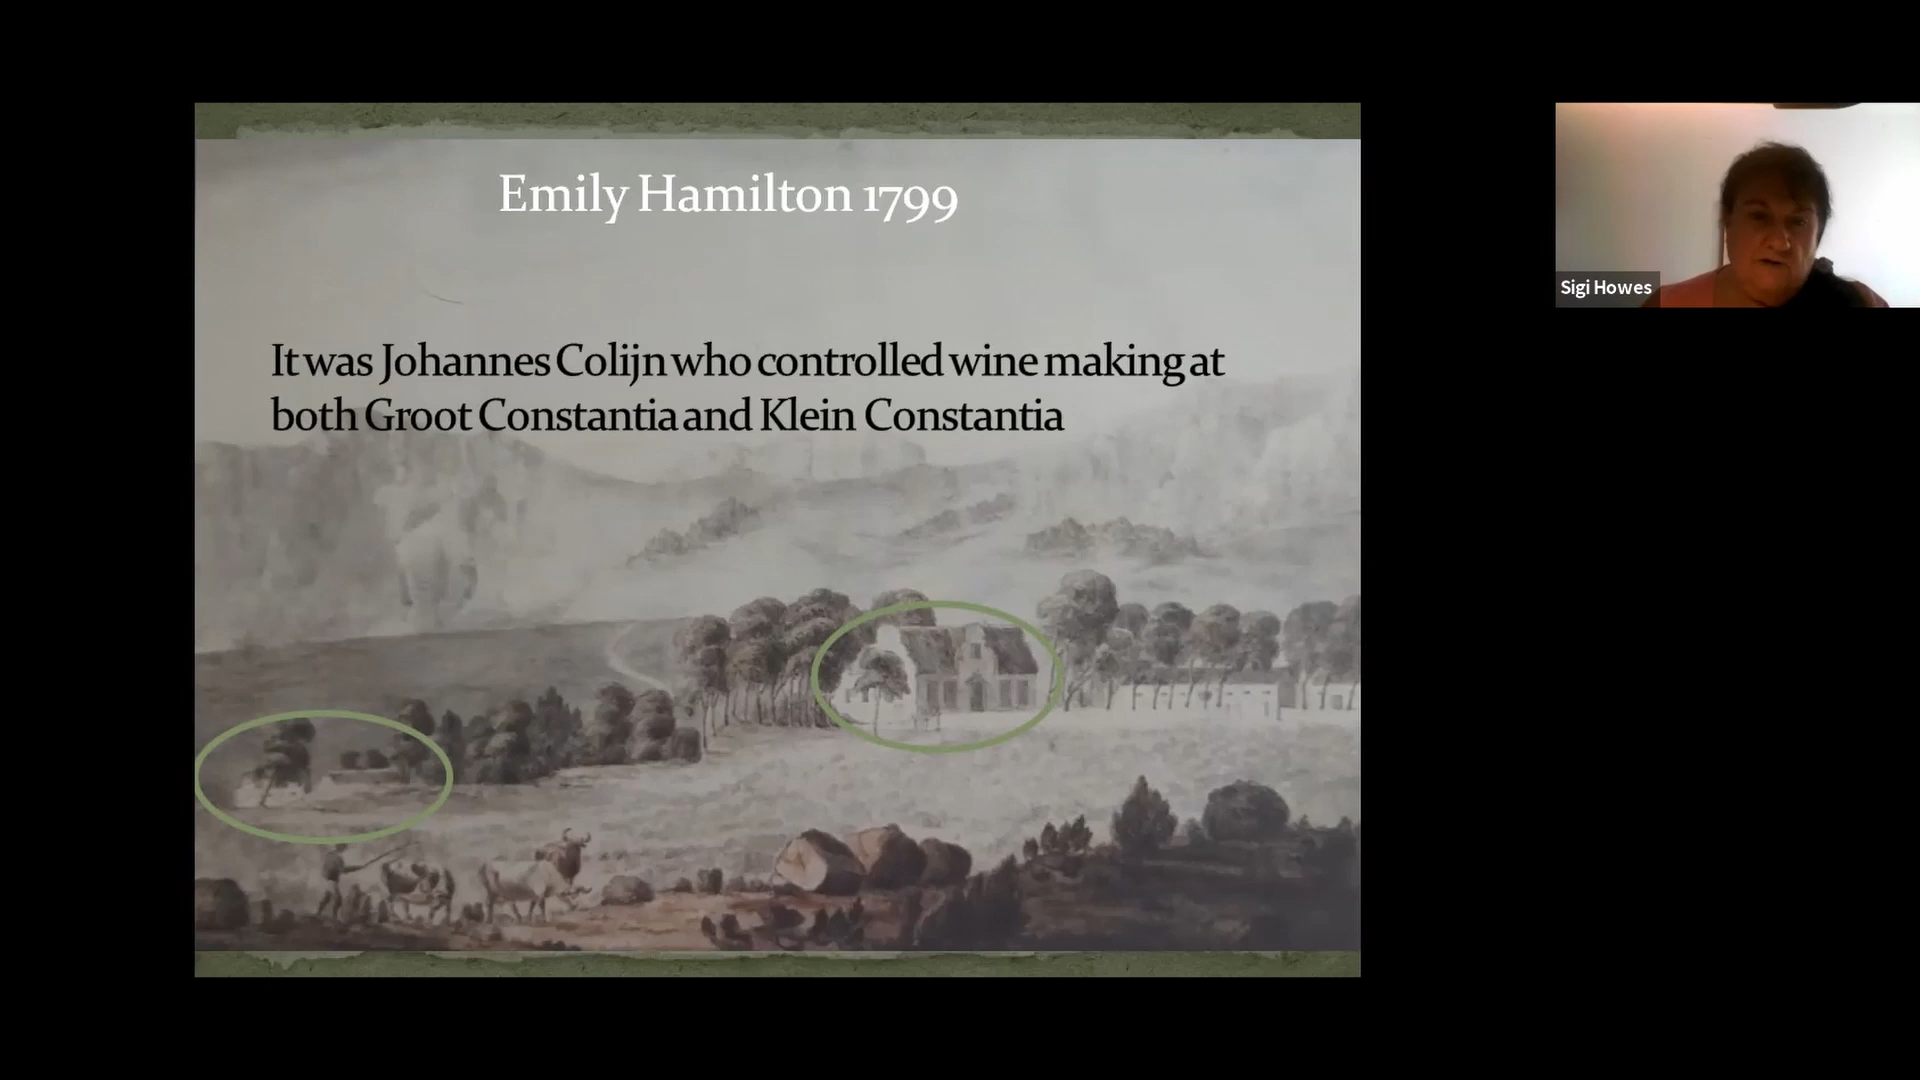 Emily Hamilton 1799
It was Johannes Colijn who controlled wine making at
both Groot Constantia and Klein Constantia
Sigi Howes